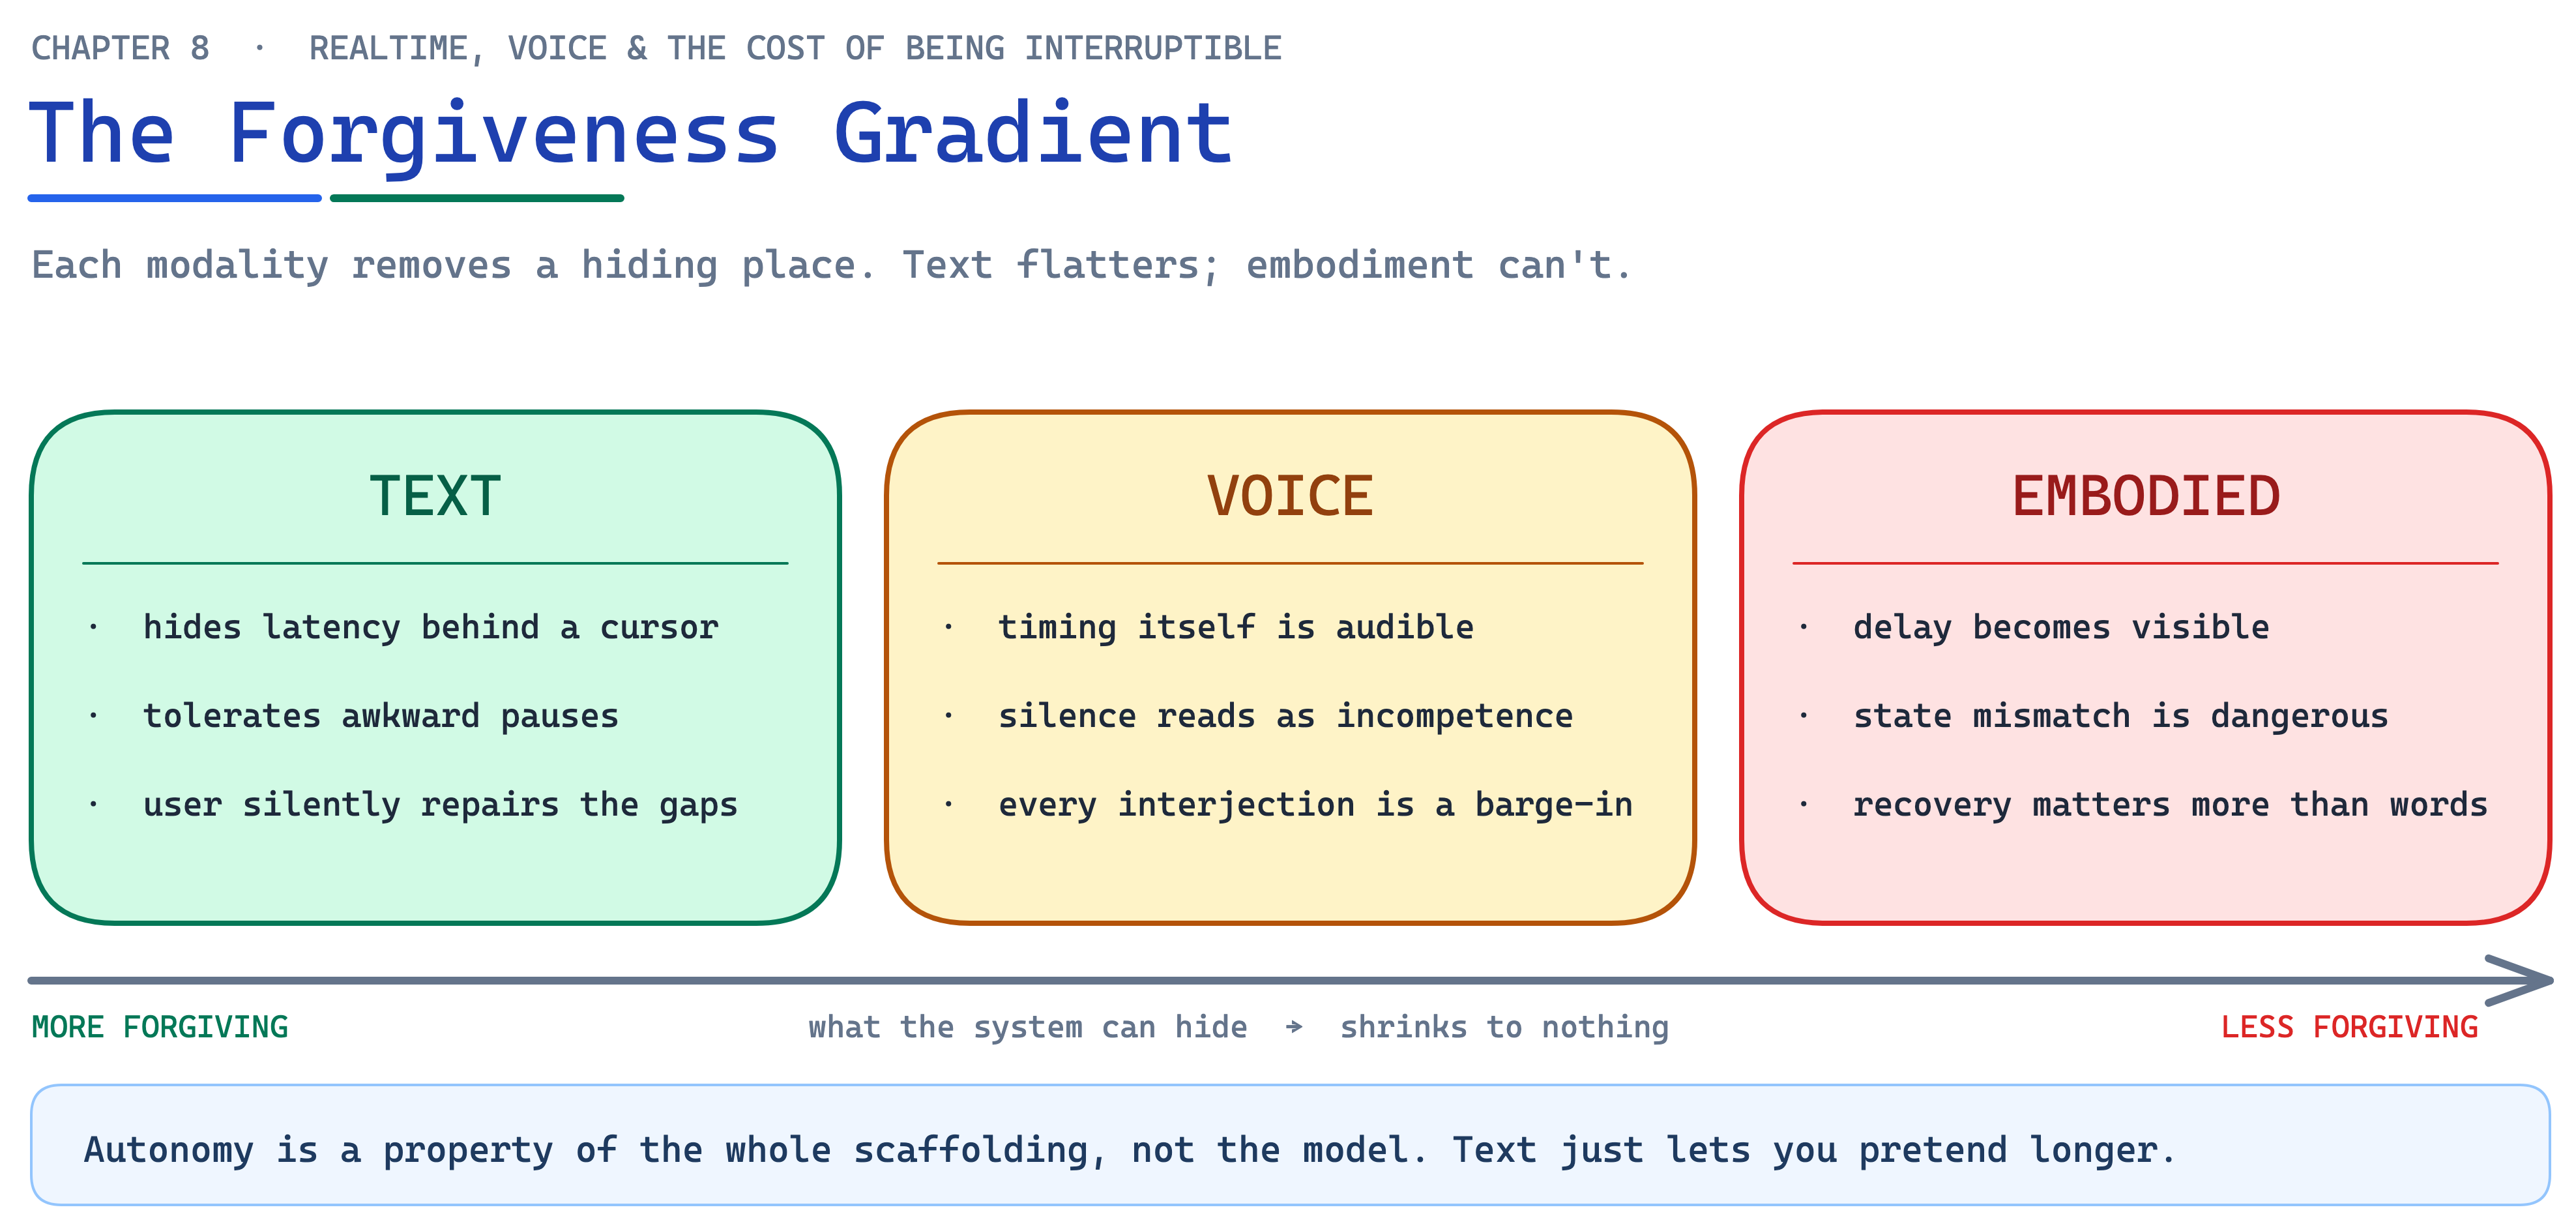 CHAPTER 8 · REALTIME, VOICE & THE COST OF BEING INTERRUPTIBLE
The Forgiveness Gradient
Each modality removes a hiding place. Text flatters; embodiment can't.
TEXT
· hides latency behind a cursor
· tolerates awkward pauses
· user silently repairs the gaps
VOICE
· timing itself is audible
· silence reads as incompetence
· every interjection is a barge-in
EMBODIED
· delay becomes visible
· state mismatch is dangerous
· recovery matters more than words
MORE FORGIVING
what the system can hide → shrinks to nothing
LESS FORGIVING
Autonomy is a property of the whole scaffolding, not the model. Text just lets you pretend longer.